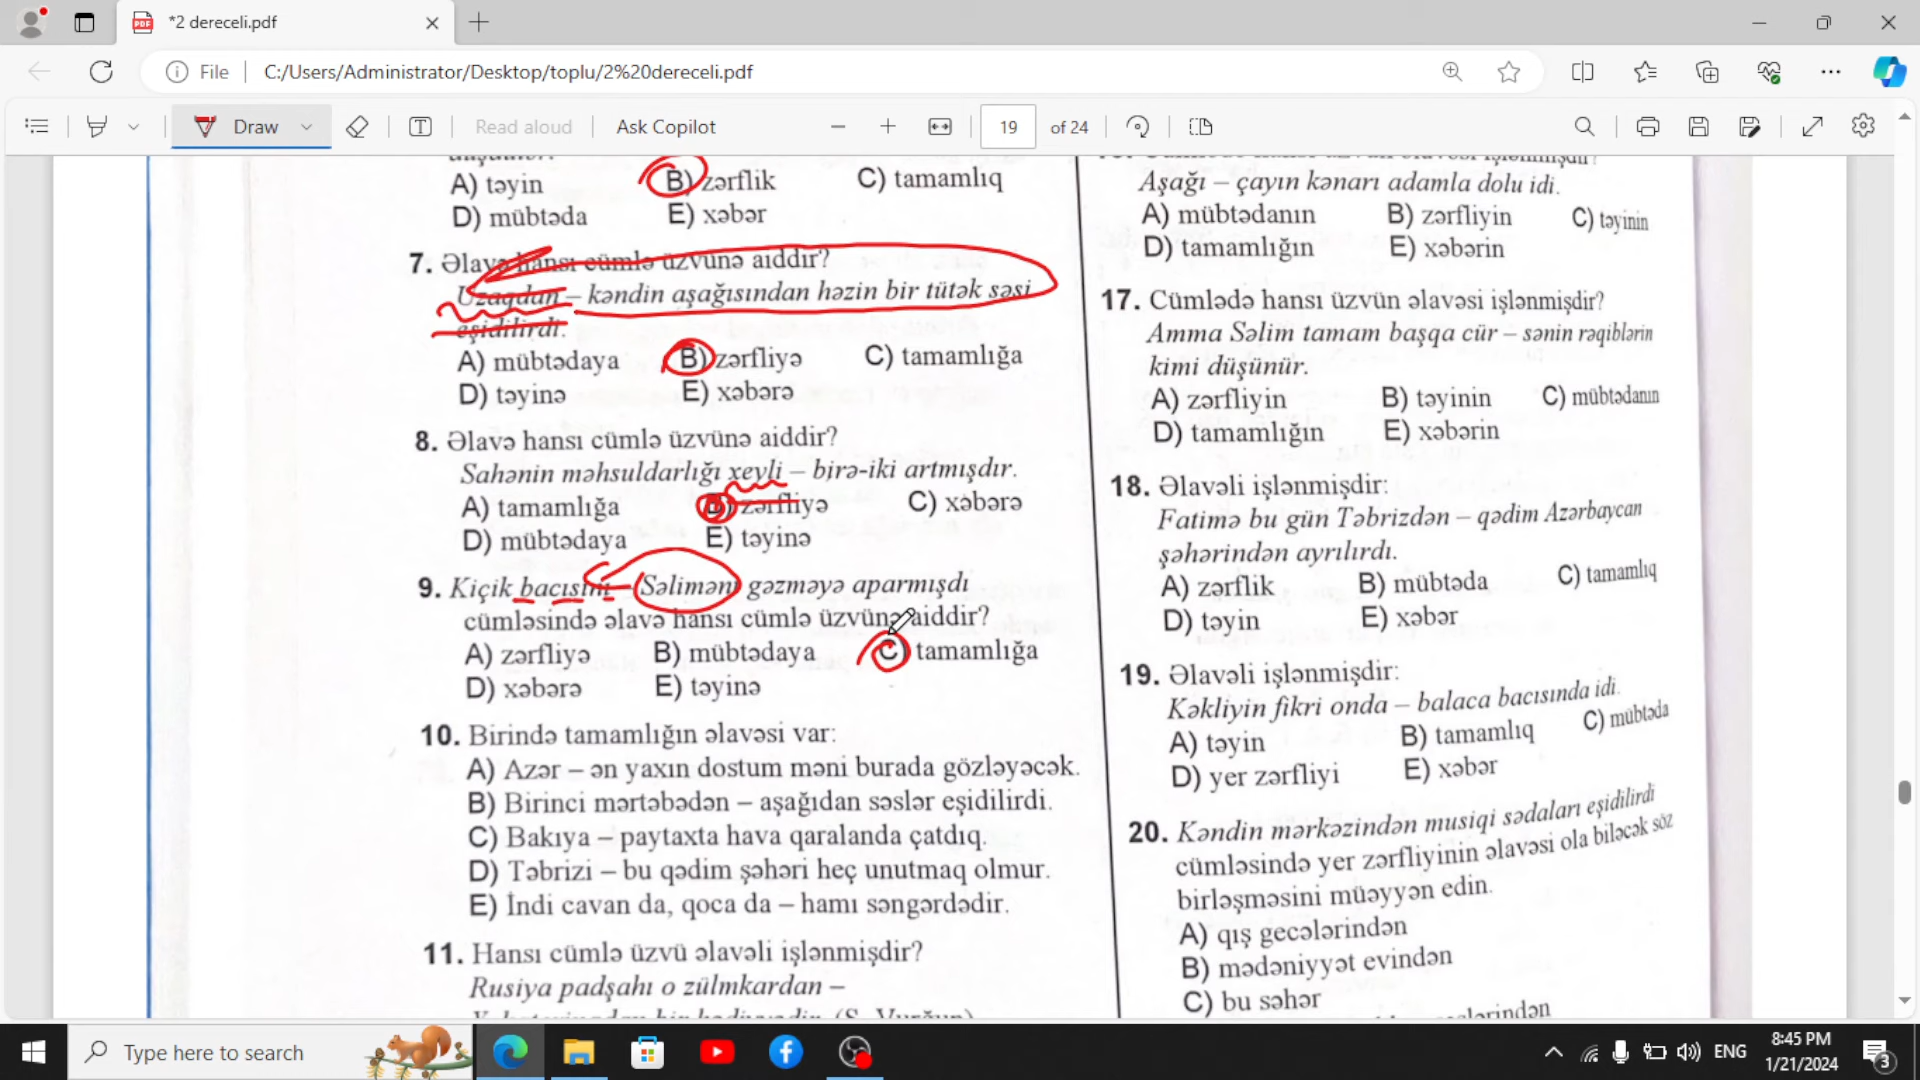 *2 dereceli.pdf
File
C:/Users/Administrator/Desktop/toplu/2%20dereceli.pdf
Draw
Read aloud
Ask Copilot
19
of 24
A) təyin B) zərflik C) tamamlıq
D) mübtəda E) xəbər
7. Əlavə hansı cümlə üzvünə aiddir?
Uzaqdan – kəndin aşağısından həzin bir tütək səsi
eşidilirdi.
A) mübtədaya B) zərfliyə C) tamamlığa
D) təyinə E) xəbərə
8. Əlavə hansı cümlə üzvünə aiddir?
Sahənin məhsuldarlığı xeyli – birə-iki artmışdır.
A) tamamlığa B) zərfliyə C) xəbərə
D) mübtədaya E) təyinə
9. Kiçik bacısını – Səliməni gəzməyə aparmışdı
cümləsində əlavə hansı cümlə üzvünə aiddir?
A) zərfliyə B) mübtədaya C) tamamlığa
D) xəbərə E) təyinə
10. Birində tamamlığın əlavəsi var:
A) Azər – ən yaxın dostum məni burada gözləyəcək.
B) Birinci mərtəbədən – aşağıdan səslər eşidilirdi.
C) Bakıya – paytaxta hava qaralanda çatdıq.
D) Təbrizi – bu qədim şəhəri heç unutmaq olmur.
E) İndi cavan da, qoca da – hamı səngərdədir.
11. Hansı cümlə üzvü əlavəli işlənmişdir?
Rusiya padşahı o zülmkardan –
Aşağı – çayın kənarı adamla dolu idi.
A) mübtədanın B) zərfliyin C) təyinin
D) tamamlığın E) xəbərin
17. Cümlədə hansı üzvün əlavəsi işlənmişdir?
Amma Səlim tamam başqa cür – sənin rəqiblərin
kimi düşünür.
A) zərfliyin B) təyinin C) mübtədanın
D) tamamlığın E) xəbərin
18. Əlavəli işlənmişdir:
Fatimə bu gün Təbrizdən – qədim Azərbaycan
şəhərindən ayrılırdı.
A) zərflik B) mübtəda C) tamamlıq
D) təyin E) xəbər
19. Əlavəli işlənmişdir:
Kəkliyin fikri onda – balaca bacısında idi.
A) təyin B) tamamlıq C) mübtəda
D) yer zərfliyi E) xəbər
20. Kəndin mərkəzindən musiqi sədaları eşidilirdi
cümləsində yer zərfliyinin əlavəsi ola biləcək söz
birləşməsini müəyyən edin.
A) qış gecələrindən
B) mədəniyyət evindən
C) bu səhər
Type here to search
ENG
8:45 PM
1/21/2024
3